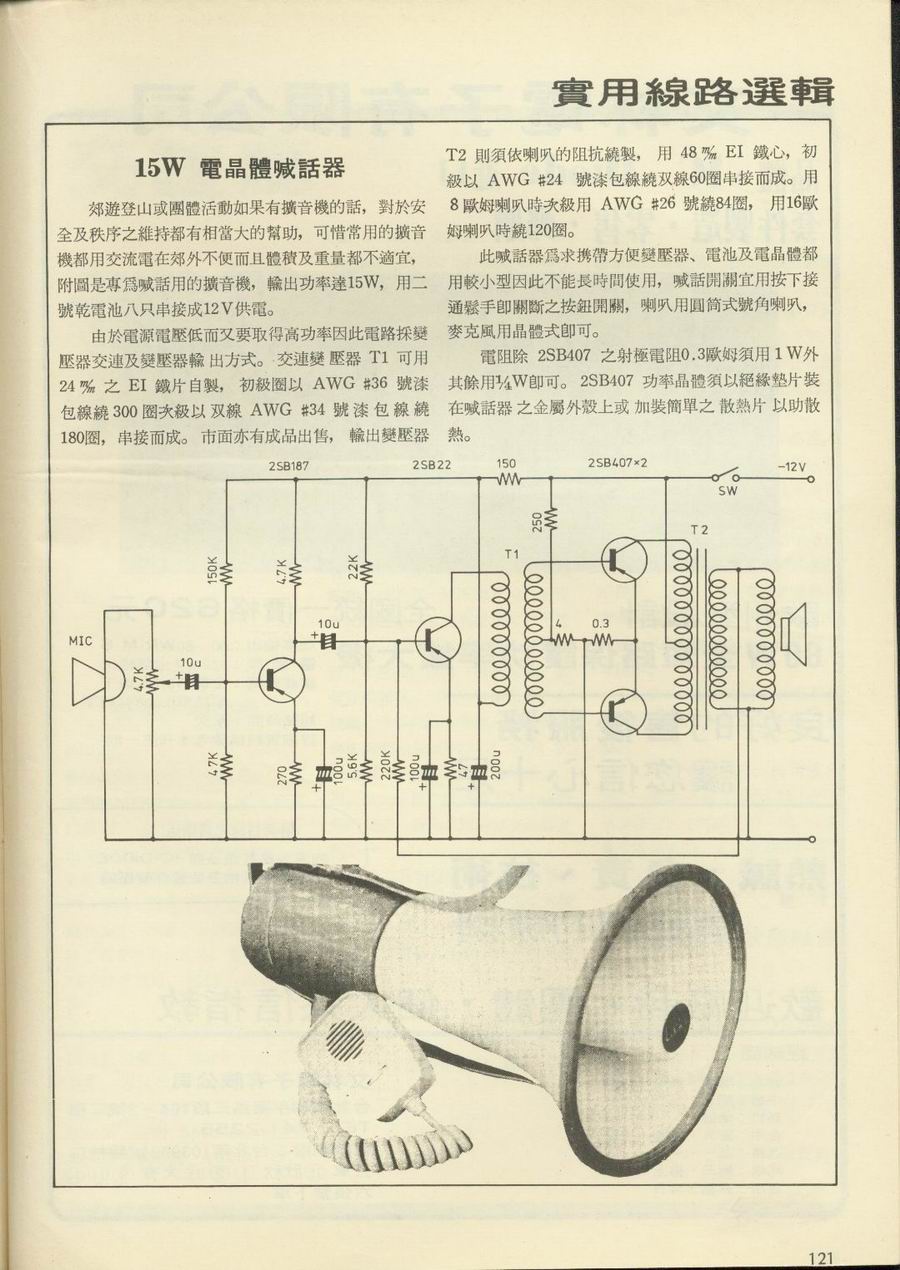 實用線路選輯
15W 電晶體喊話器
郊遊登山或團體活動如果有擴音機的話，對於安
全及秩序之維持都有相當大的幫助，可惜常用的擴音
機都用交流電在郊外不便而且體積及重量都不適宜，
附圖是專爲喊話用的擴音機，輸出功率達15W，用二
號乾電池八只串接成12V供電。
由於電源電壓低而又要取得高功率因此電路採變
壓器交連及變壓器輸出方式。交連變壓器 T1 可用
24 ㎜ 之 EI 鐵片自製，初級圈以 AWG #36 號漆
包線繞 300 圈次級以双線 AWG #34 號漆包線繞
180圈，串接而成。市面亦有成品出售，輸出變壓器
T2 則須依喇叭的阻抗繞製，用 48 ㎜ EI 鐵心，初
級以 AWG #24 號漆包線繞双線60圈串接而成。用
8 歐姆喇叭時次級用 AWG #26 號繞84圈，用16歐
姆喇叭時繞120圈。
此喊話器爲求携帶方便變壓器、電池及電晶體都
用較小型因此不能長時間使用，喊話開關宜用按下接
通鬆手卽關斷之按鈕開關，喇叭用圓筒式號角喇叭，
麥克風用晶體式卽可。
電阻除 2SB407 之射極電阻0.3歐姆須用 1 W外
其餘用¼W卽可。2SB407 功率晶體須以絕緣墊片裝
在喊話器之金屬外殼上或加裝簡單之散熱片以助散
熱。
2SB187
2SB22
150
2SB407×2
-12V
SW
150K
4.7K
2.2K
250
T1
T2
MIC
4.7K
10u
+
10u
+
4
0.3
47K
270
100u
+
5.6K
220K
100u
+
47
200u
+
121